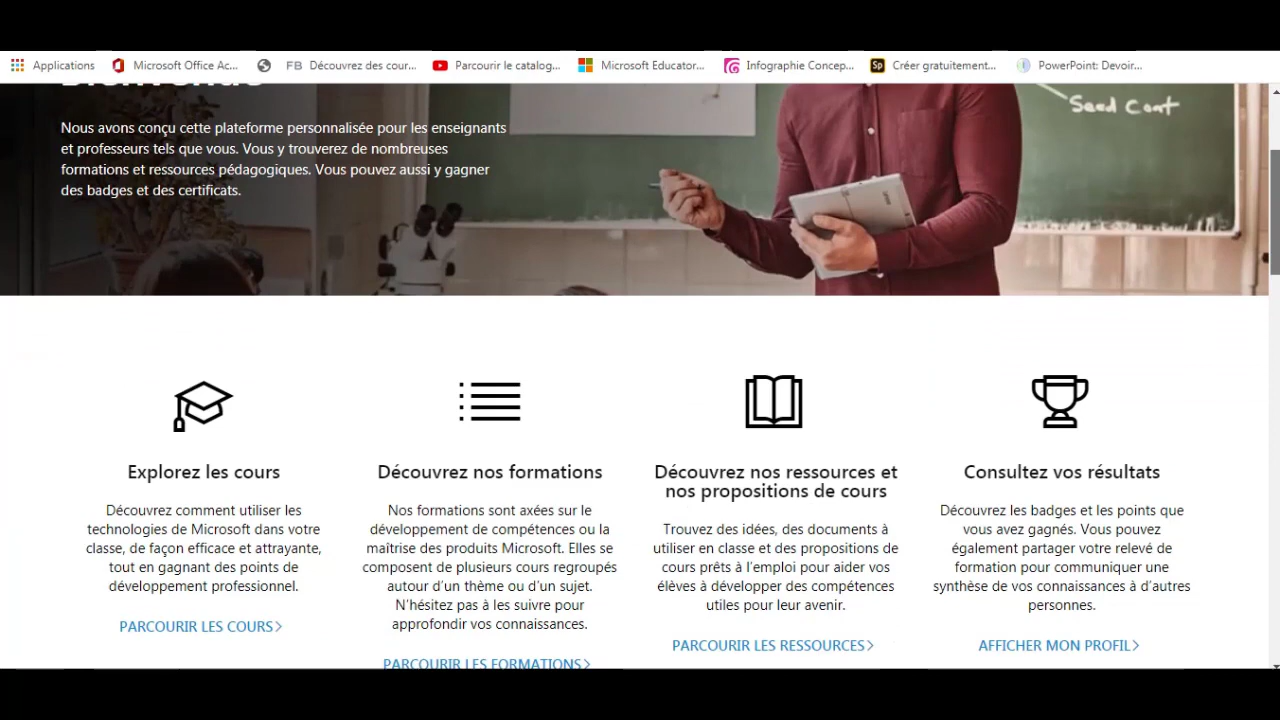 Applications
Microsoft Office Ac...
FB Découvrez des cour...
Parcourir le catalog...
Microsoft Educator...
Infographie Concep...
Sp Créer gratuitement...
PowerPoint: Devoir...
Bienvenue
Nous avons conçu cette plateforme personnalisée pour les enseignants
et professeurs tels que vous. Vous y trouverez de nombreuses
formations et ressources pédagogiques. Vous pouvez aussi y gagner
des badges et des certificats.
Seed Cont
Explorez les cours
Découvrez comment utiliser les
technologies de Microsoft dans votre
classe, de façon efficace et attrayante,
tout en gagnant des points de
développement professionnel.
PARCOURIR LES COURS
Découvrez nos formations
Nos formations sont axées sur le
développement de compétences ou la
maîtrise des produits Microsoft. Elles se
composent de plusieurs cours regroupés
autour d'un thème ou d'un sujet.
N'hésitez pas à les suivre pour
approfondir vos connaissances.
PARCOURIR LES FORMATIONS
Découvrez nos ressources et
nos propositions de cours
Trouvez des idées, des documents à
utiliser en classe et des propositions de
cours prêts à l'emploi pour aider vos
élèves à développer des compétences
utiles pour leur avenir.
PARCOURIR LES RESSOURCES
Consultez vos résultats
Découvrez les badges et les points que
vous avez gagnés. Vous pouvez
également partager votre relevé de
formation pour communiquer une
synthèse de vos connaissances à d'autres
personnes.
AFFICHER MON PROFIL